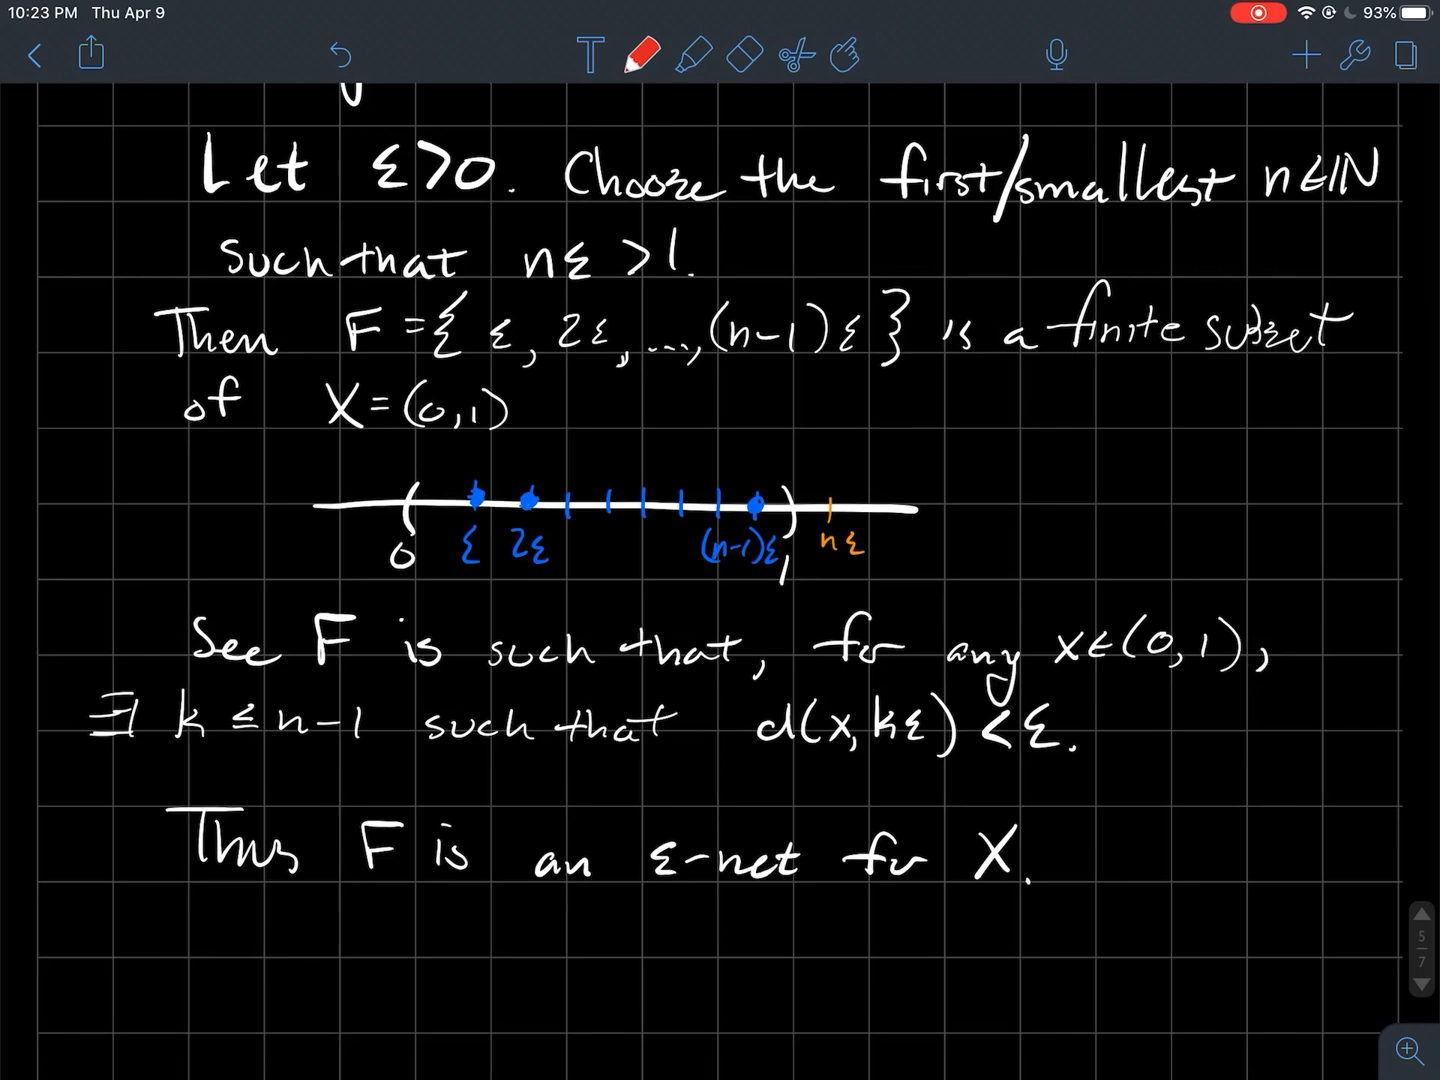 10:23 PM Thu Apr 9
93%
T
Let ε>0. Choose the first/smallest n∈ℕ
such that nε >1.
Then F={ ε, 2ε, ..., (n-1)ε } is a finite subset
of X=(0,1)
0 ε 2ε (n-1)ε 1 nε
See F is such that, for any x∈(0,1),
∃ k ≤ n-1 such that d(x, kε) < ε.
Thus F is an ε-net for X.
5
7